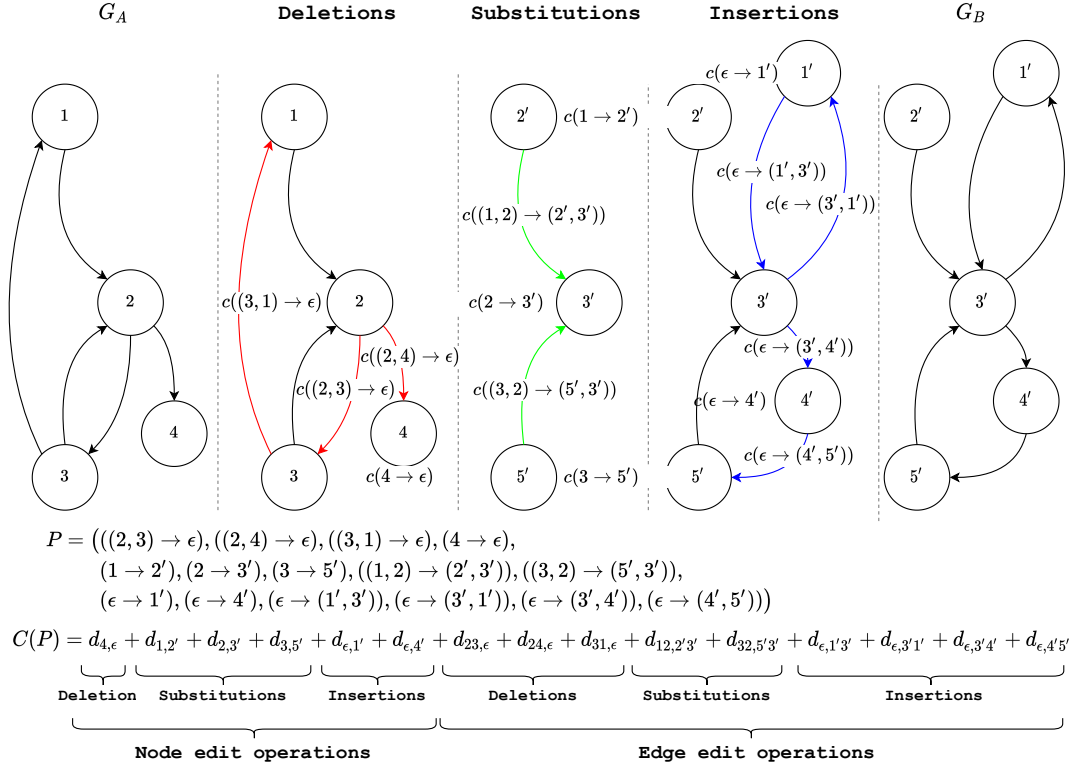 G_A Deletions Substitutions Insertions G_B
1
2
3
4
1
2
3
4
c((3,1) → ϵ)
c((2,4) → ϵ)
c((2,3) → ϵ)
c(4 → ϵ)
2′
c(1 → 2′)
c((1,2) → (2′,3′))
c(2 → 3′)
3′
c((3,2) → (5′,3′))
5′
c(3 → 5′)
c(ϵ → 1′)
1′
2′
c(ϵ → (1′,3′))
c(ϵ → (3′,1′))
3′
c(ϵ → (3′,4′))
c(ϵ → 4′)
4′
c(ϵ → (4′,5′))
5′
1′
2′
3′
4′
5′
P = (((2,3) → ϵ), ((2,4) → ϵ), ((3,1) → ϵ), (4 → ϵ),
(1 → 2′), (2 → 3′), (3 → 5′), ((1,2) → (2′,3′)), ((3,2) → (5′,3′)),
(ϵ → 1′), (ϵ → 4′), (ϵ → (1′,3′)), (ϵ → (3′,1′)), (ϵ → (3′,4′)), (ϵ → (4′,5′)))
C(P) = d_{4,ϵ} + d_{1,2′} + d_{2,3′} + d_{3,5′} + d_{ϵ,1′} + d_{ϵ,4′} + d_{23,ϵ} + d_{24,ϵ} + d_{31,ϵ} + d_{12,2′3′} + d_{32,5′3′} + d_{ϵ,1′3′} + d_{ϵ,3′1′} + d_{ϵ,3′4′} + d_{ϵ,4′5′}
Deletion Substitutions Insertions Deletions Substitutions Insertions
Node edit operations Edge edit operations